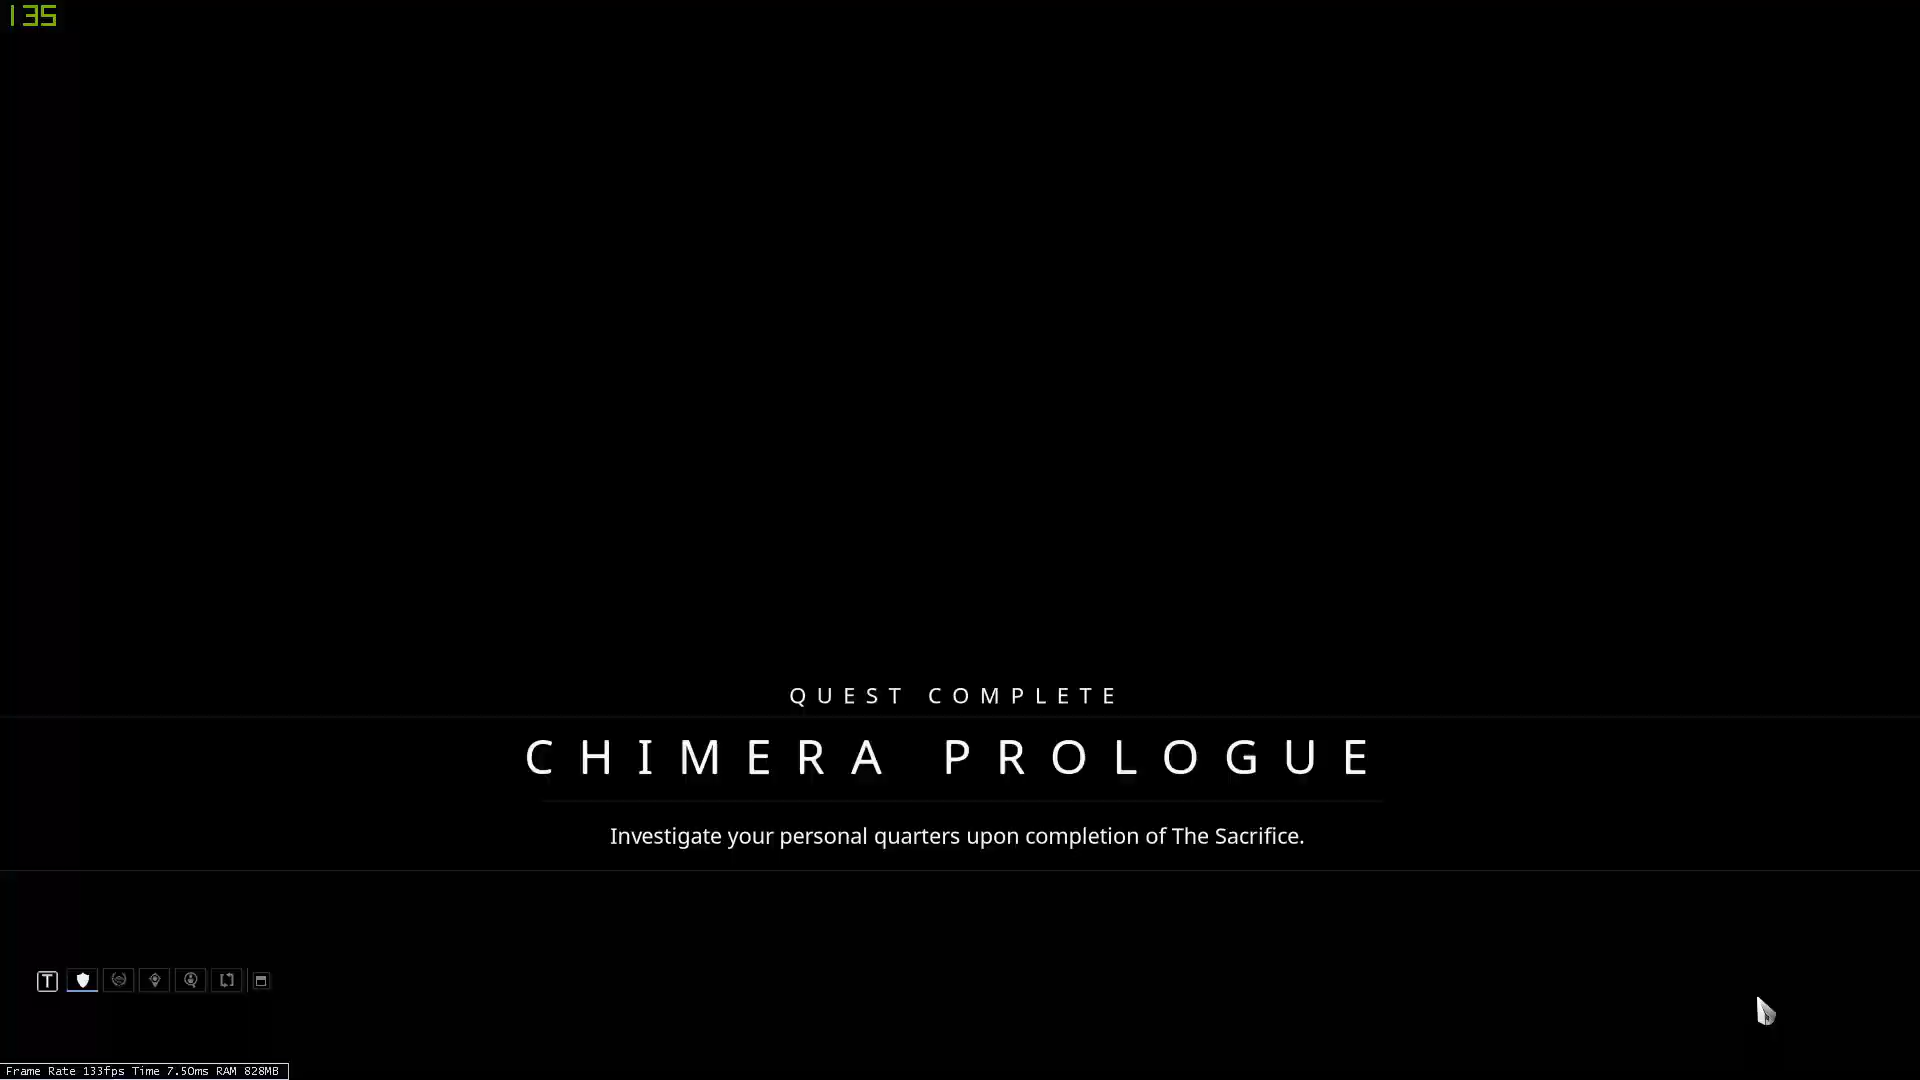 135
QUEST COMPLETE
CHIMERA PROLOGUE
Investigate your personal quarters upon completion of The Sacrifice.
T
Frame Rate 133fps Time 7.50ms RAM 828MB